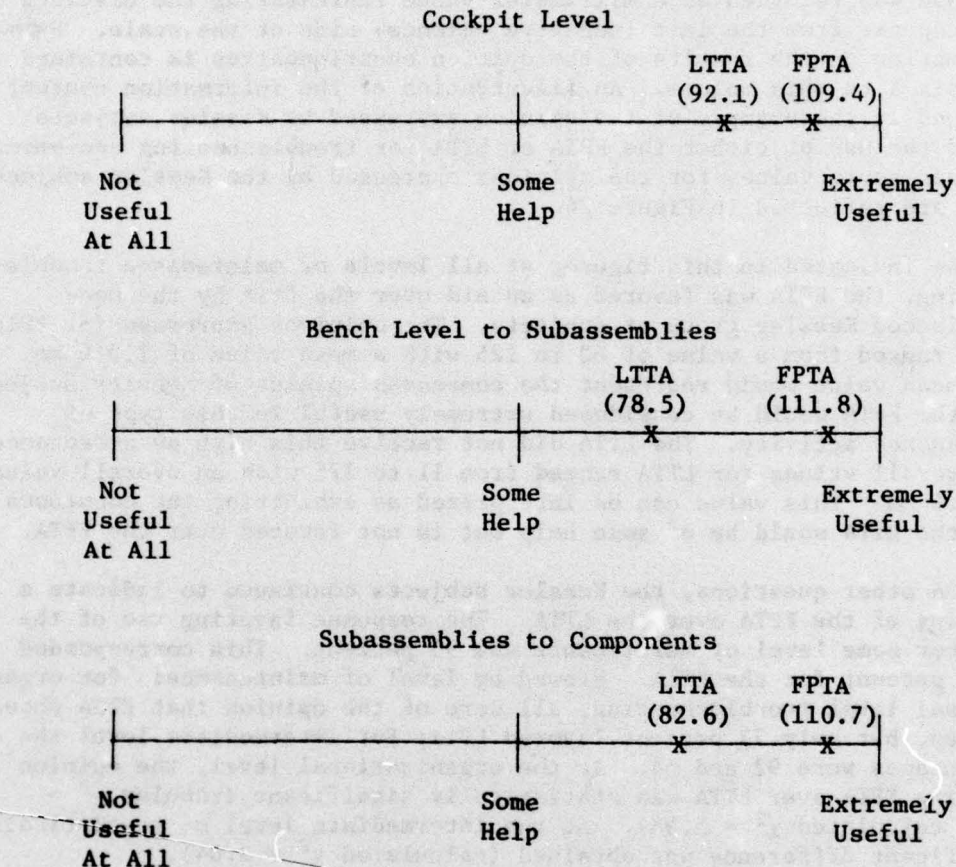 Cockpit Level
LTTA FPTA
(92.1) (109.4)
x x
Not Some Extremely
Useful Help Useful
At All
Bench Level - Subassemblies
LTTA FPTA
(78.5) (111.8)
x x
Not Some Extremely
Useful Help Useful
At All
Subassemblies to Components
LTTA FPTA
(82.6) (110.7)
x x
Not Some Extremely
Useful Help Useful
At All